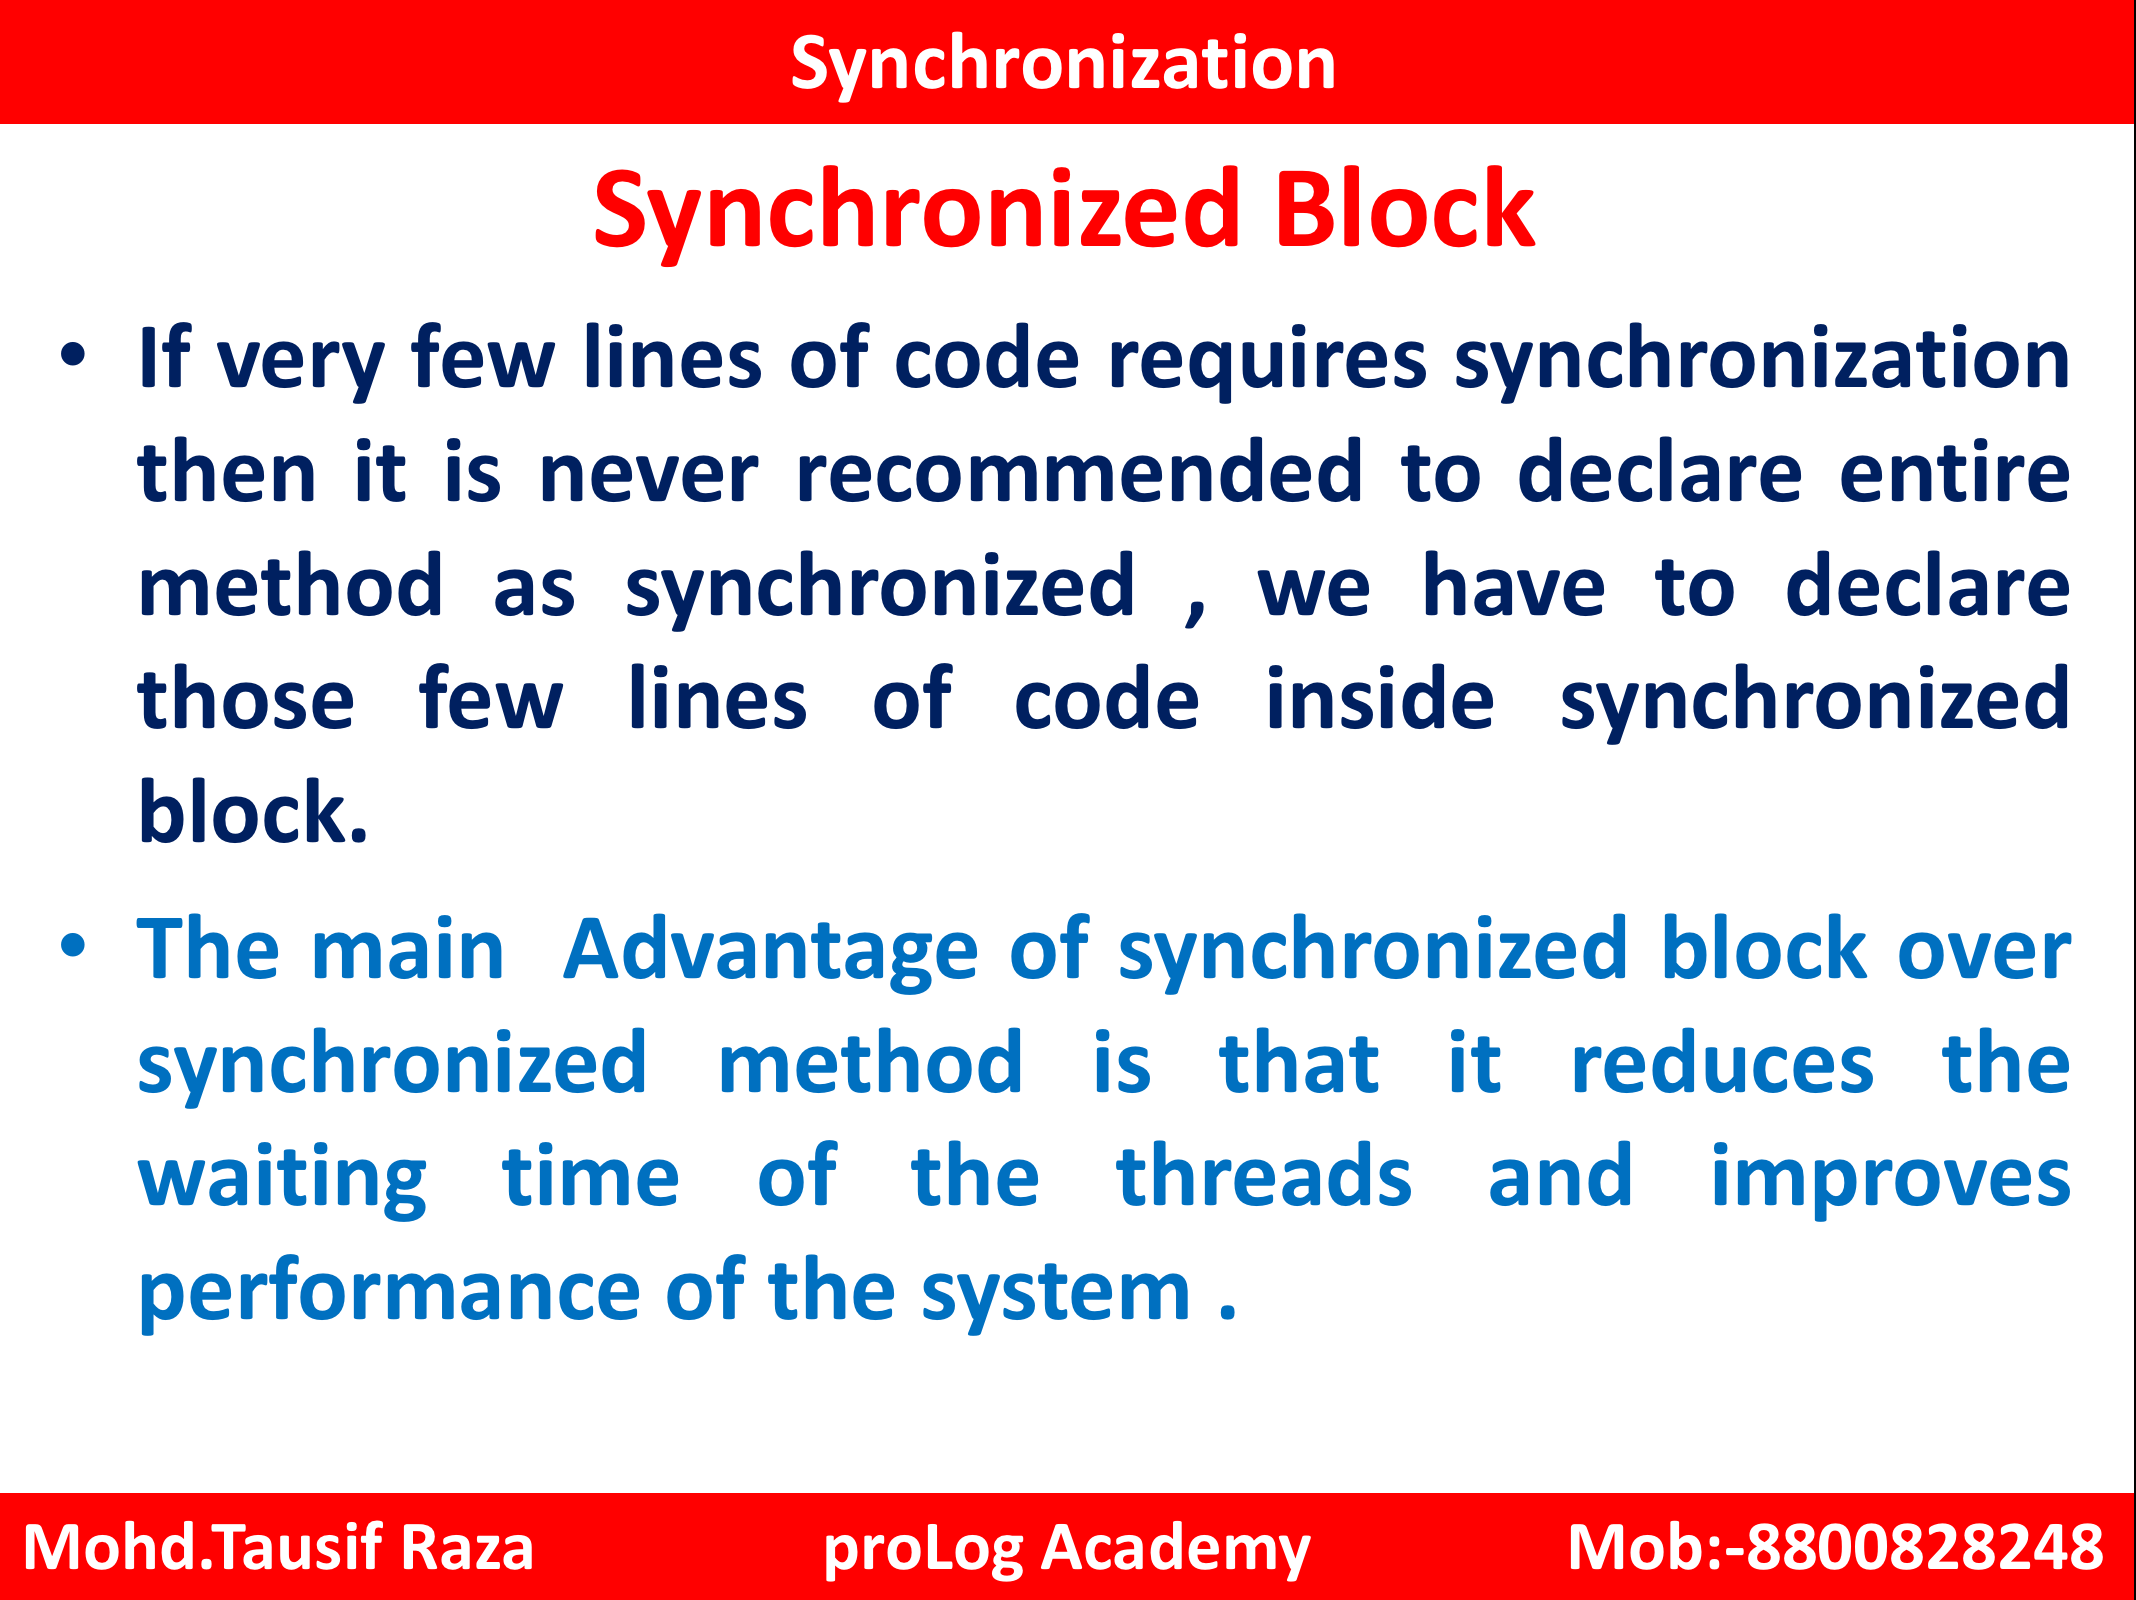 Synchronization
Synchronized Block
• If very few lines of code requires synchronization
then it is never recommended to declare entire
method as synchronized , we have to declare
those few lines of code inside synchronized
block.
• The main  Advantage of synchronized block over
synchronized method is that it reduces the
waiting time of the threads and improves
performance of the system .
Mohd.Tausif Raza proLog Academy Mob:-8800828248